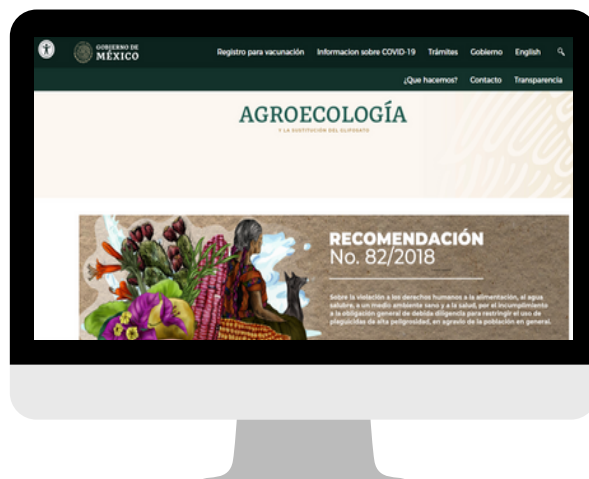 GOBIERNO DE
MÉXICO
Registro para vacunación Informacion sobre COVID-19 Trámites Gobierno English
¿Que hacemos? Contacto Transparencia
AGROECOLOGÍA
Y LA SUSTITUCIÓN DEL GLIFOSATO
RECOMENDACIÓN
No. 82/2018
Sobre la violación a los derechos humanos a la alimentación, al agua
salubre, a un medio ambiente sano y a la salud, por el incumplimiento
a la obligación general de debida diligencia para restringir el uso de
plaguicidas de alta peligrosidad, en agravio de la población en general.